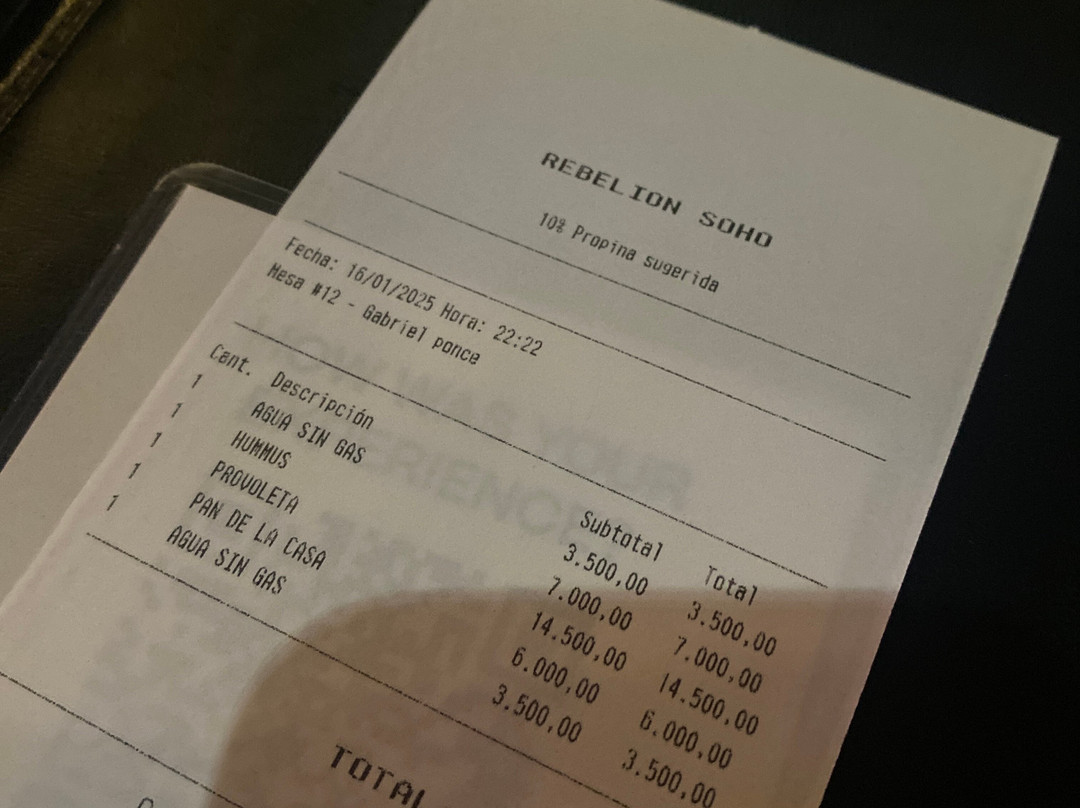 REBELION SOHO
10% Propina sugerida
Fecha: 16/01/2025 Hora: 22:22
Mesa #12 - Gabriel ponce
Cant. Descripción Subtotal Total
1 AGUA SIN GAS 3.500,00 3.500,00
1 HUMMUS 7.000,00 7.000,00
1 PROVOLETA 14.500,00 14.500,00
1 PAN DE LA CASA 6.000,00 6.000,00
1 AGUA SIN GAS 3.500,00 3.500,00
TOTAL
HOW WAS YOUR